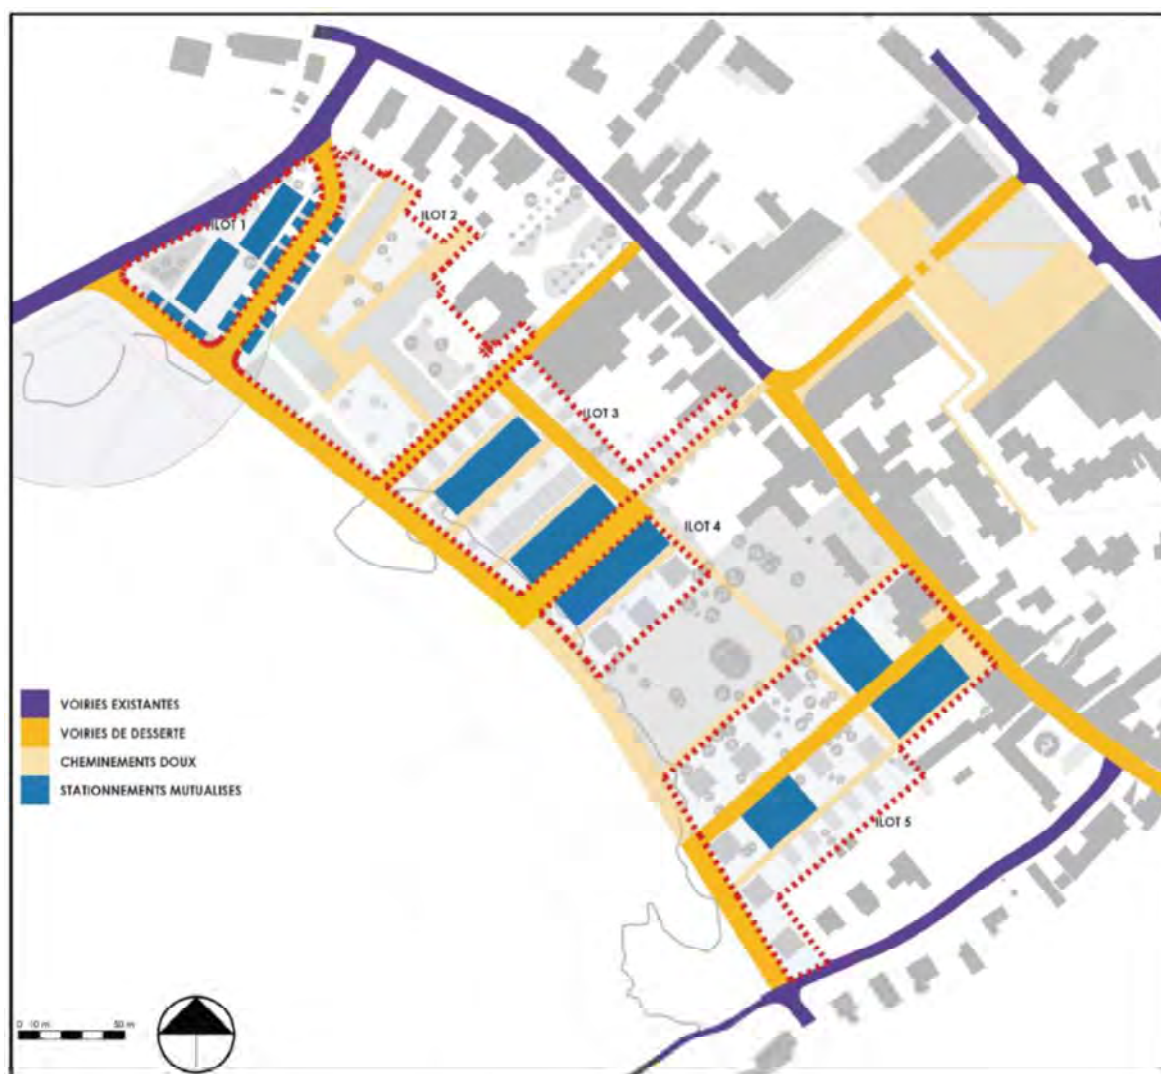 ILOT 1
ILOT 2
ILOT 3
ILOT 4
ILOT 5
VOIRIES EXISTANTES
VOIRIES DE DESSERTE
CHEMINEMENTS DOUX
STATIONNEMENTS MUTUALISES
0 10 m 50 m